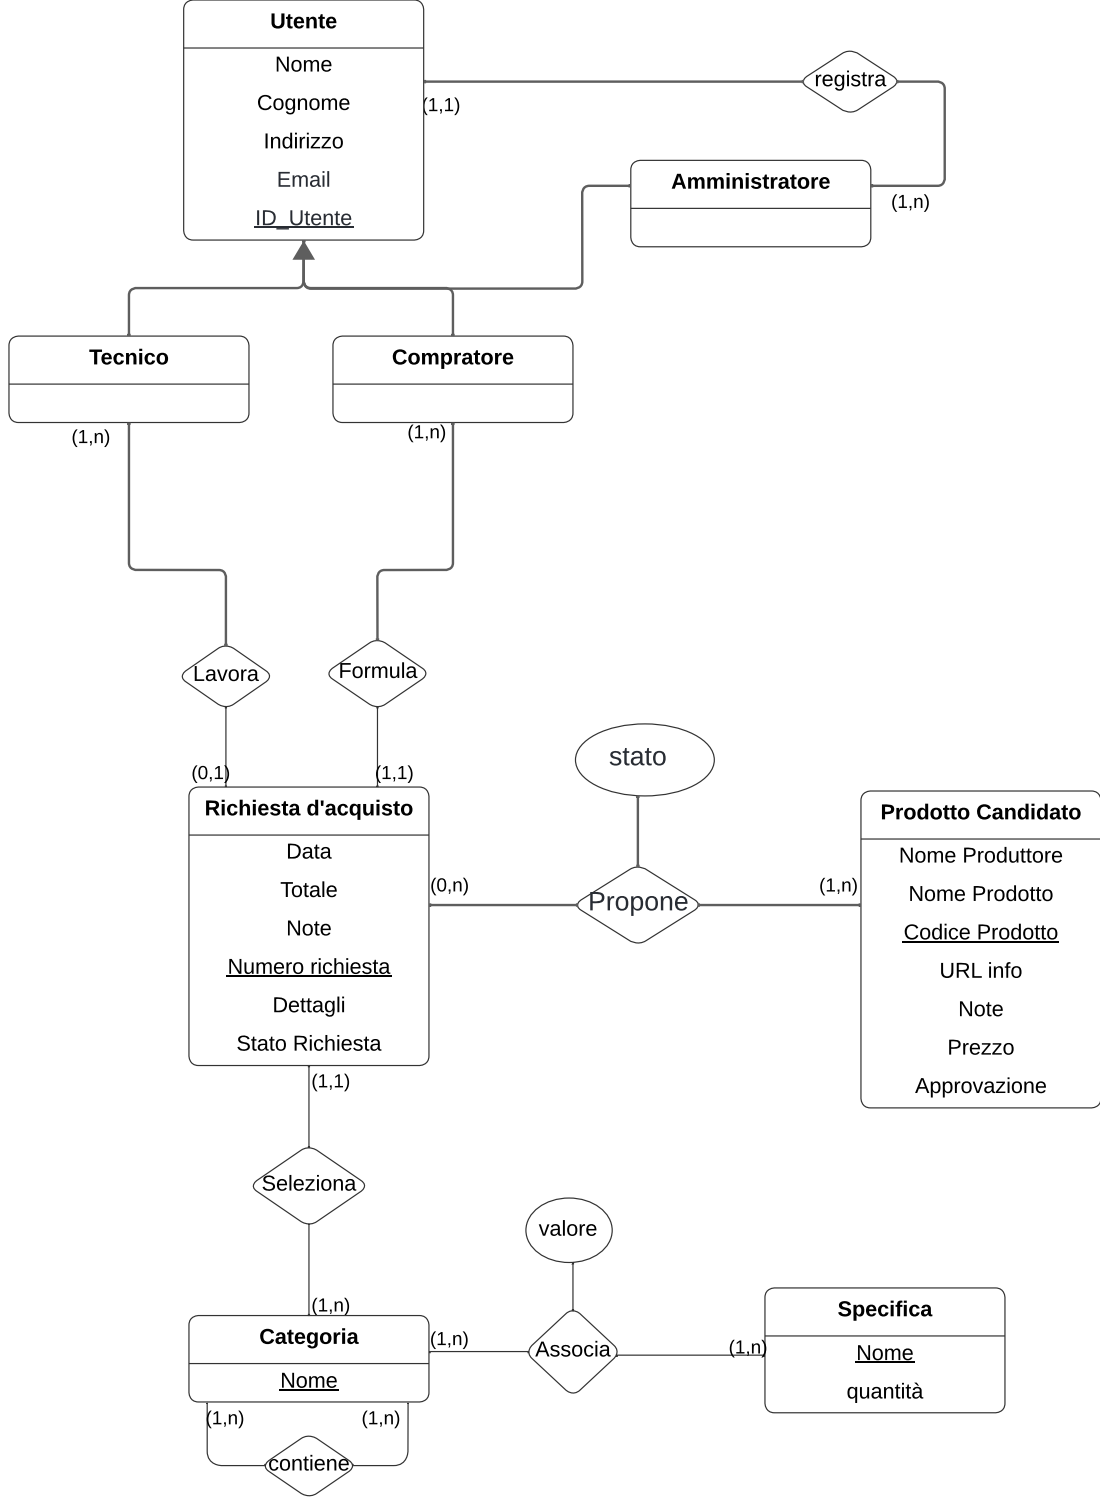 Utente
Nome
Cognome
Indirizzo
Email
ID_Utente
(1,1)
registra
Amministratore
(1,n)
Tecnico
(1,n)
Compratore
(1,n)
Lavora
Formula
(0,1)
(1,1)
Richiesta d'acquisto
Data
Totale
Note
Numero richiesta
Dettagli
Stato Richiesta
(0,n)
stato
Propone
(1,n)
Prodotto Candidato
Nome Produttore
Nome Prodotto
Codice Prodotto
URL info
Note
Prezzo
Approvazione
(1,1)
Seleziona
(1,n)
Categoria
Nome
(1,n)
valore
Associa
(1,n)
Specifica
Nome
quantità
(1,n)
(1,n)
contiene